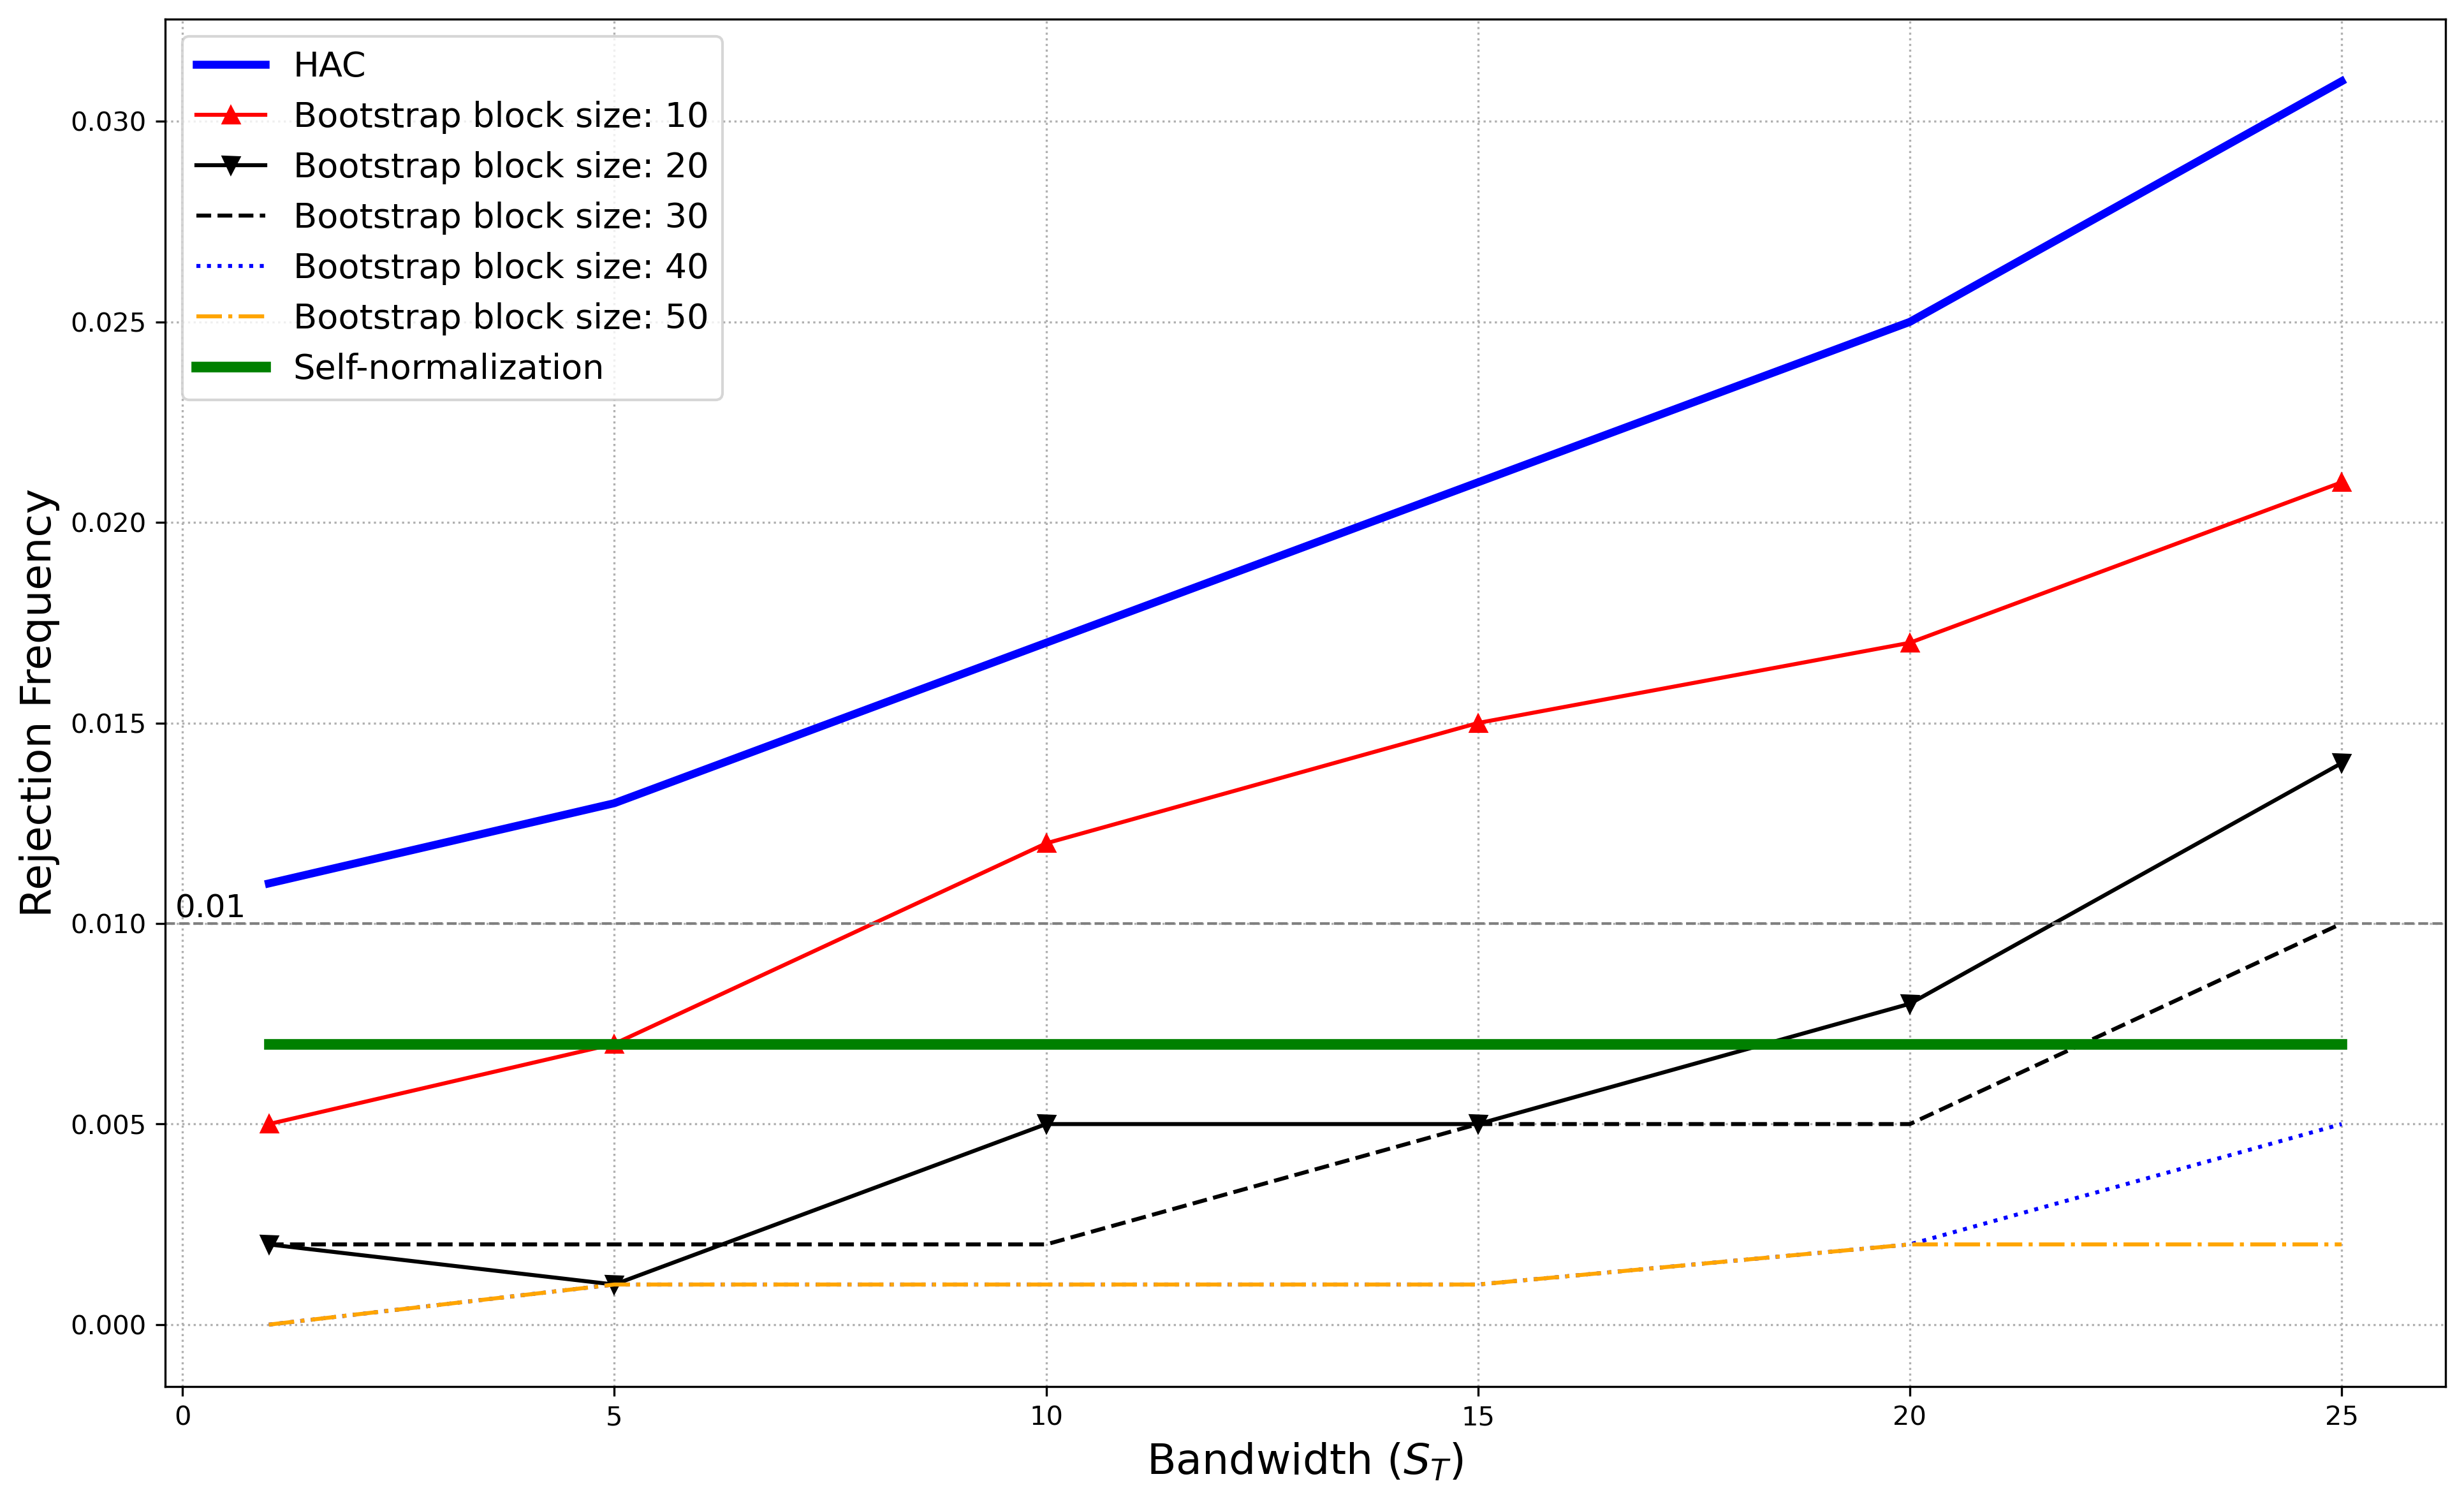 HAC
Bootstrap block size: 10
Bootstrap block size: 20
Bootstrap block size: 30
Bootstrap block size: 40
Bootstrap block size: 50
Self-normalization
Rejection Frequency
0.030
0.025
0.020
0.015
0.010
0.005
0.000
0.01
0 5 10 15 20 25
Bandwidth (S_T)